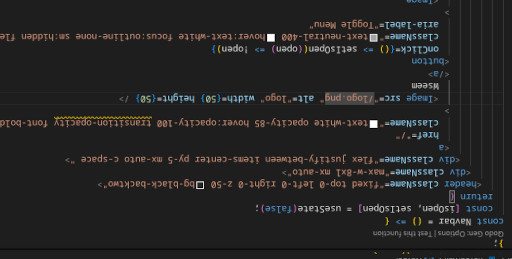 };
Qodo Gen: Options | Test this function
const Navbar = () => {
const [isOpen, setIsOpen] = useState(false);
return (
<header className="fixed top-0 left-0 right-0 z-50 bg-black-backtwo">
<div className="max-w-8xl mx-auto">
<div className="flex justify-between items-center py-5 mx-auto c-space ">
<a
href="/"
className="text-white opacity-85 hover:opacity-100 transition-opacity font-bold
>
<Image src="/logo.png" alt="logo" width={50} height={50} />
Wseem
</a>
<button
onClick={() => setIsOpen((open) => !open)}
className="text-neutral-400 hover:text-white focus:outline-none sm:hidden fle
aria-label="Toggle Menu"
>
<Image